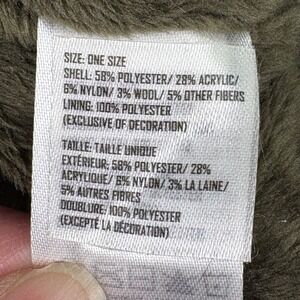 SIZE: ONE SIZE
SHELL: 58% POLYESTER/ 28% ACRYLIC/
6% NYLON/ 3% WOOL/ 5% OTHER FIBERS
LINING: 100% POLYESTER
(EXCLUSIVE OF DECORATION)
TAILLE: TAILLE UNIQUE
EXTÉRIEUR: 58% POLYESTER/ 28%
ACRYLIQUE/ 6% NYLON/ 3% LA LAINE/
5% AUTRES FIBRES
DOUBLURE: 100% POLYESTER
(EXCEPTÉ LA DÉCORATION)